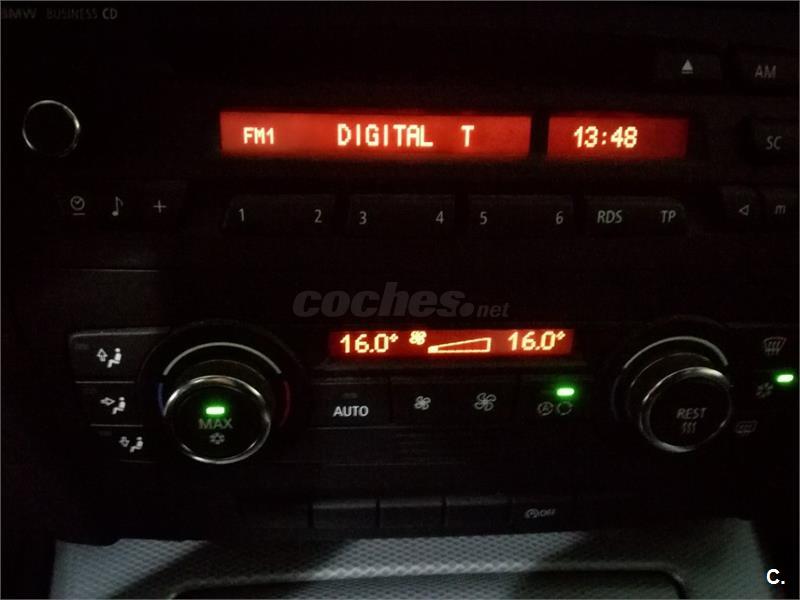 BMW BUSINESS CD
AM
FM1 DIGITAL T 13:48
SC
1 2 3 4 5 6 RDS TP
m
coches.net
16.0° 16.0°
MAX
AUTO
A
REST
OFF
C.